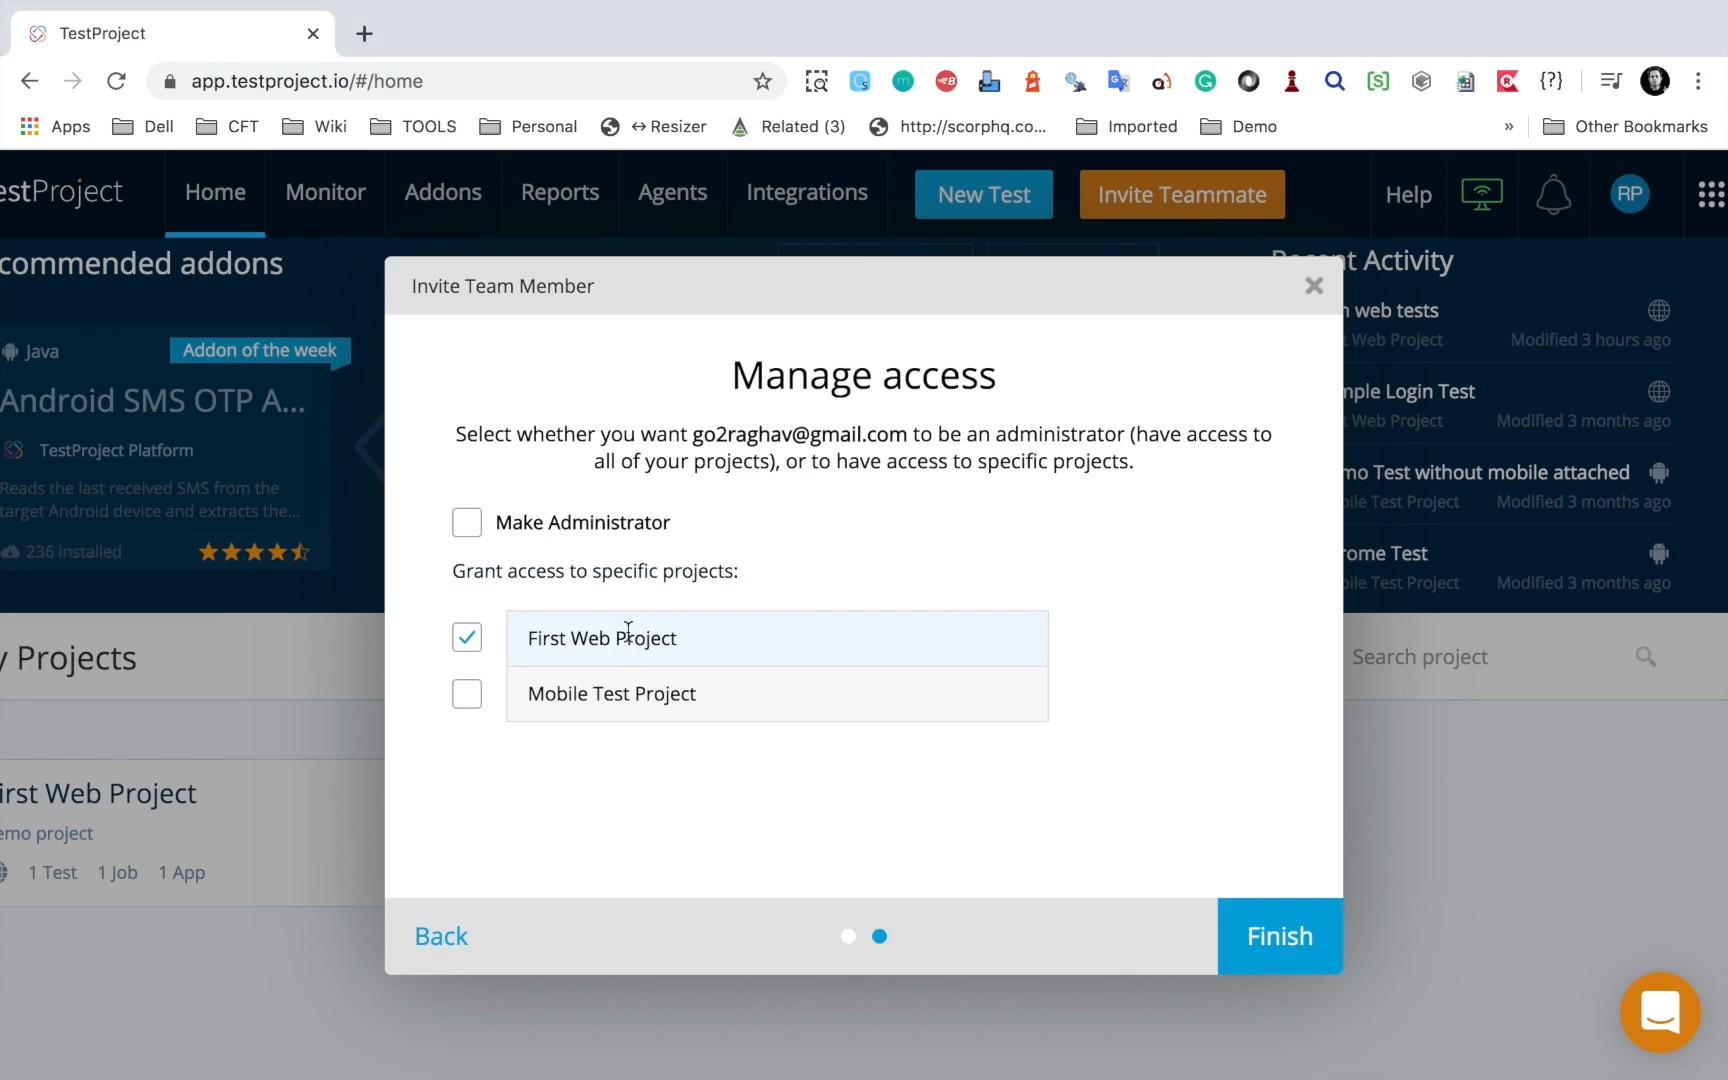 TestProject
app.testproject.io/#/home
Apps Dell CFT Wiki TOOLS Personal ↔Resizer Related (3) http://scorphq.co... Imported Demo » Other Bookmarks
estProject Home Monitor Addons Reports Agents Integrations New Test Invite Teammate Help RP
commended addons
Java
Addon of the week
Android SMS OTP A...
TestProject Platform
Reads the last received SMS from the
target Android device and extracts the...
236 installed
Invite Team Member
Manage access
Select whether you want go2raghav@gmail.com to be an administrator (have access to
all of your projects), or to have access to specific projects.
Make Administrator
Grant access to specific projects:
First Web Project
Mobile Test Project
Back
Finish
t Activity
web tests
Web Project Modified 3 hours ago
mple Login Test
Web Project Modified 3 months ago
mo Test without mobile attached
bile Test Project Modified 3 months ago
rome Test
bile Test Project Modified 3 months ago
y Projects
Search project
irst Web Project
emo project
1 Test 1 Job 1 App